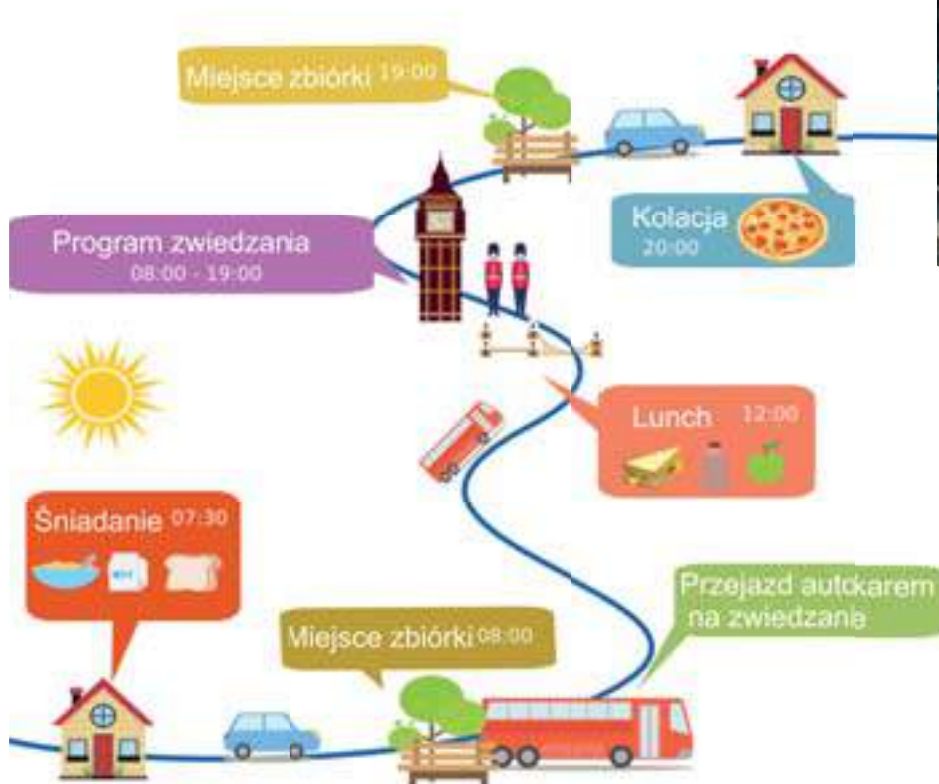 Miejsce zbiórki 19:00
Kolacja
20:00
Program zwiedzania
08:00 - 19:00
Lunch 12:00
Śniadanie 07:30
Przejazd autokarem
na zwiedzanie
Miejsce zbiórki 08:00